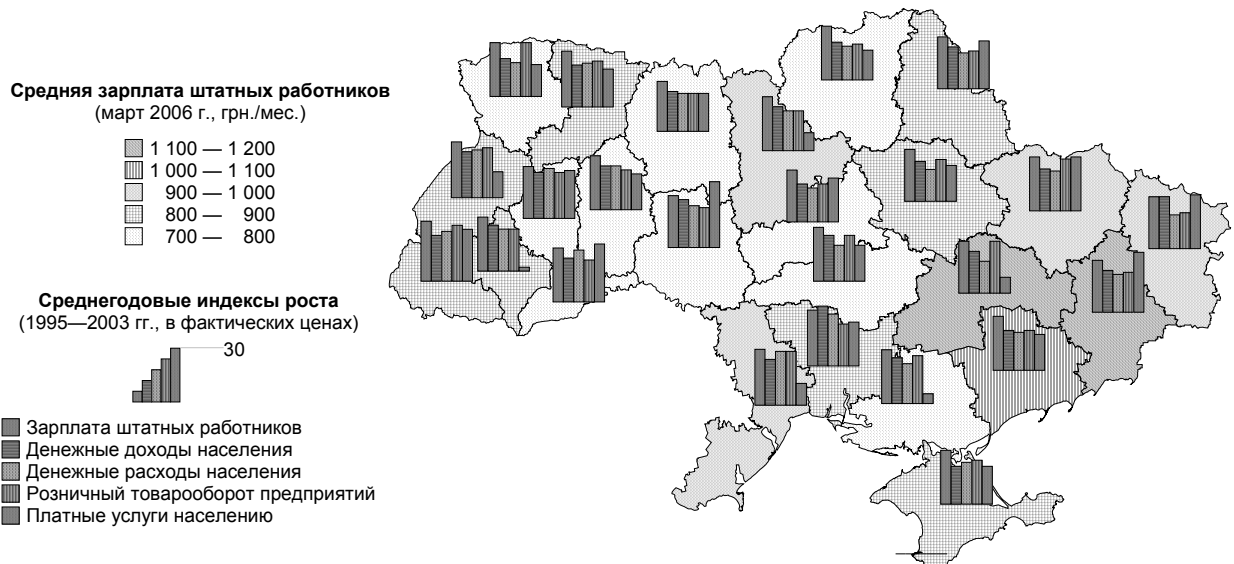 Средняя зарплата штатных работников
(март 2006 г., грн./мес.)
1 100 — 1 200
1 000 — 1 100
900 — 1 000
800 — 900
700 — 800
Среднегодовые индексы роста
(1995—2003 гг., в фактических ценах)
30
Зарплата штатных работников
Денежные доходы населения
Денежные расходы населения
Розничный товарооборот предприятий
Платные услуги населению